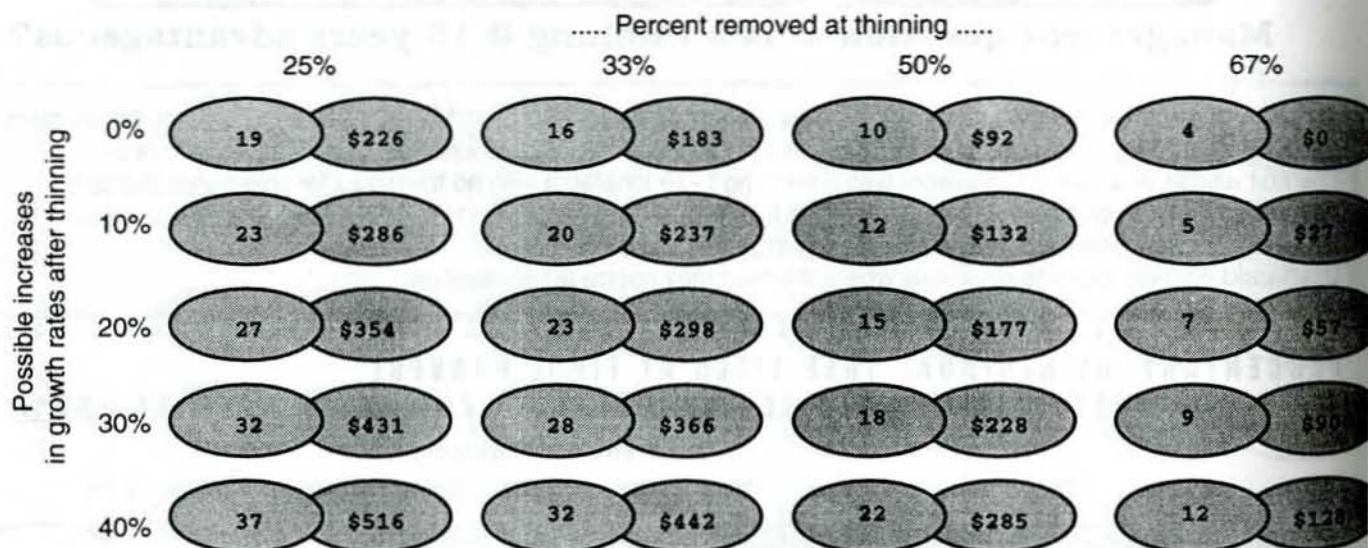 ..... Percent removed at thinning .....
25% 33% 50% 67%
Possible increases
in growth rates after thinning
0% 19 $226 16 $183 10 $92 4 $0
10% 23 $286 20 $237 12 $132 5 $27
20% 27 $354 23 $298 15 $177 7 $57
30% 32 $431 28 $366 18 $228 9 $90
40% 37 $516 32 $442 22 $285 12 $128